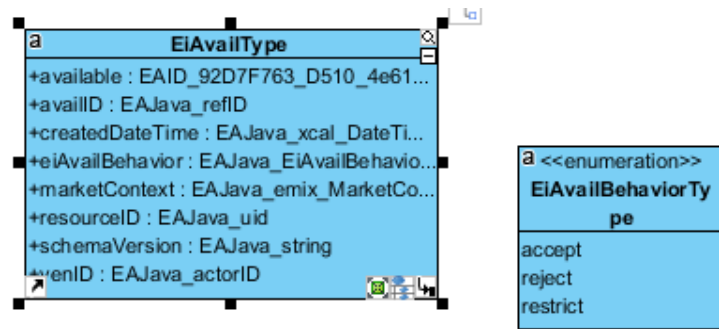 a
EiAvailType
+available : EAID_92D7F763_D510_4e61...
+availID : EAJava_refID
+createdDateTime : EAJava_xcal_DateTi...
+eiAvailBehavior : EAJava_EiAvailBehavio...
+marketContext : EAJava_emix_MarketCo...
+resourceID : EAJava_uid
+schemaVersion : EAJava_string
+venID : EAJava_actorID
a <<enumeration>>
EiAvailBehaviorTy
pe
accept
reject
restrict